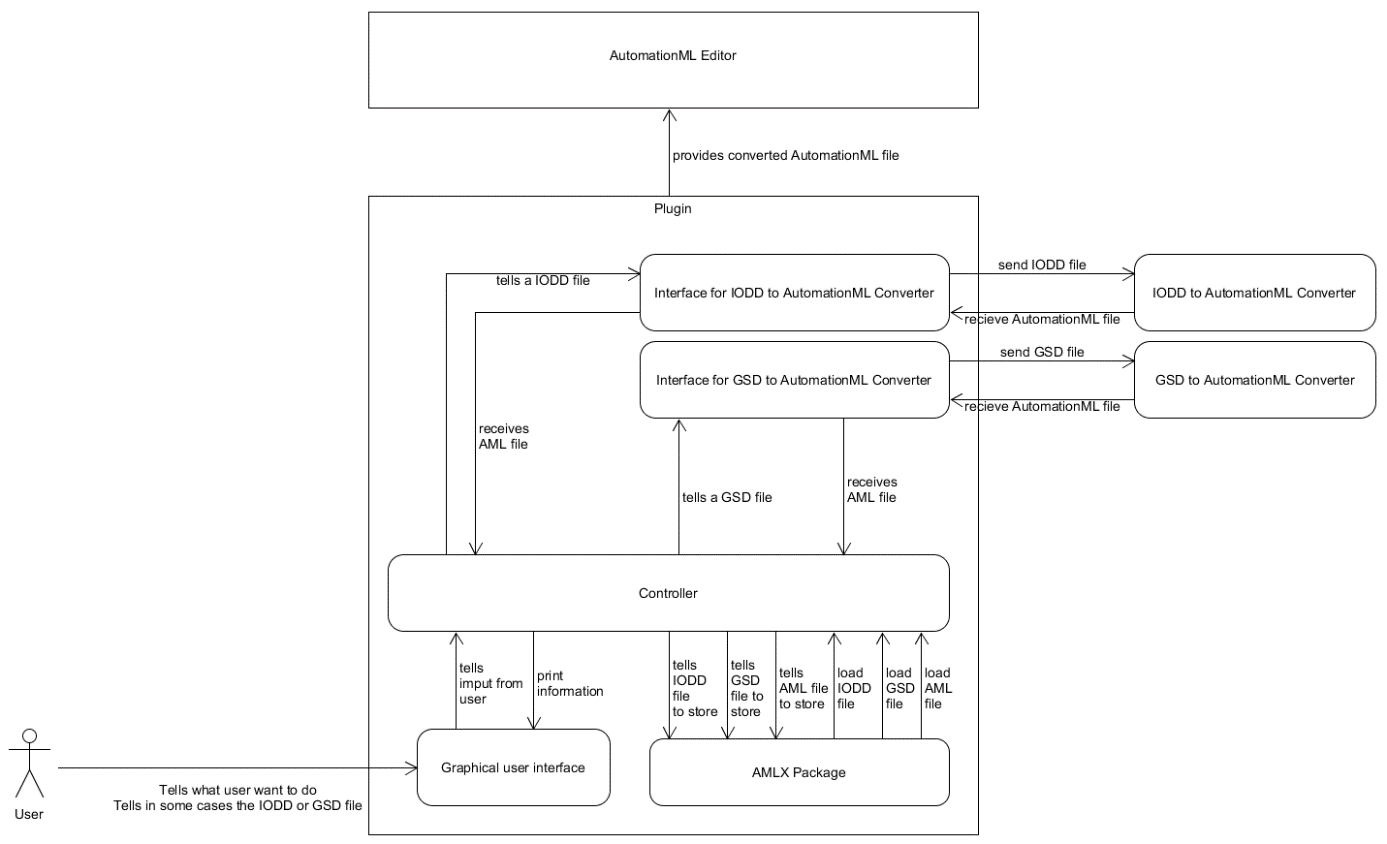 AutomationML Editor
provides converted AutomationML file
Plugin
tells a IODD file
Interface for IODD to AutomationML Converter
send IODD file
recieve AutomationML file
IODD to AutomationML Converter
Interface for GSD to AutomationML Converter
send GSD file
recieve AutomationML file
GSD to AutomationML Converter
receives
AML file
tells a GSD file
receives
AML file
Controller
tells
imput from
user
print
information
tells
IODD
file
to store
tells
GSD
file to
store
tells
AML file
to store
load
IODD
file
load
GSD
file
load
AML
file
Graphical user interface
AMLX Package
User
Tells what user want to do
Tells in some cases the IODD or GSD file